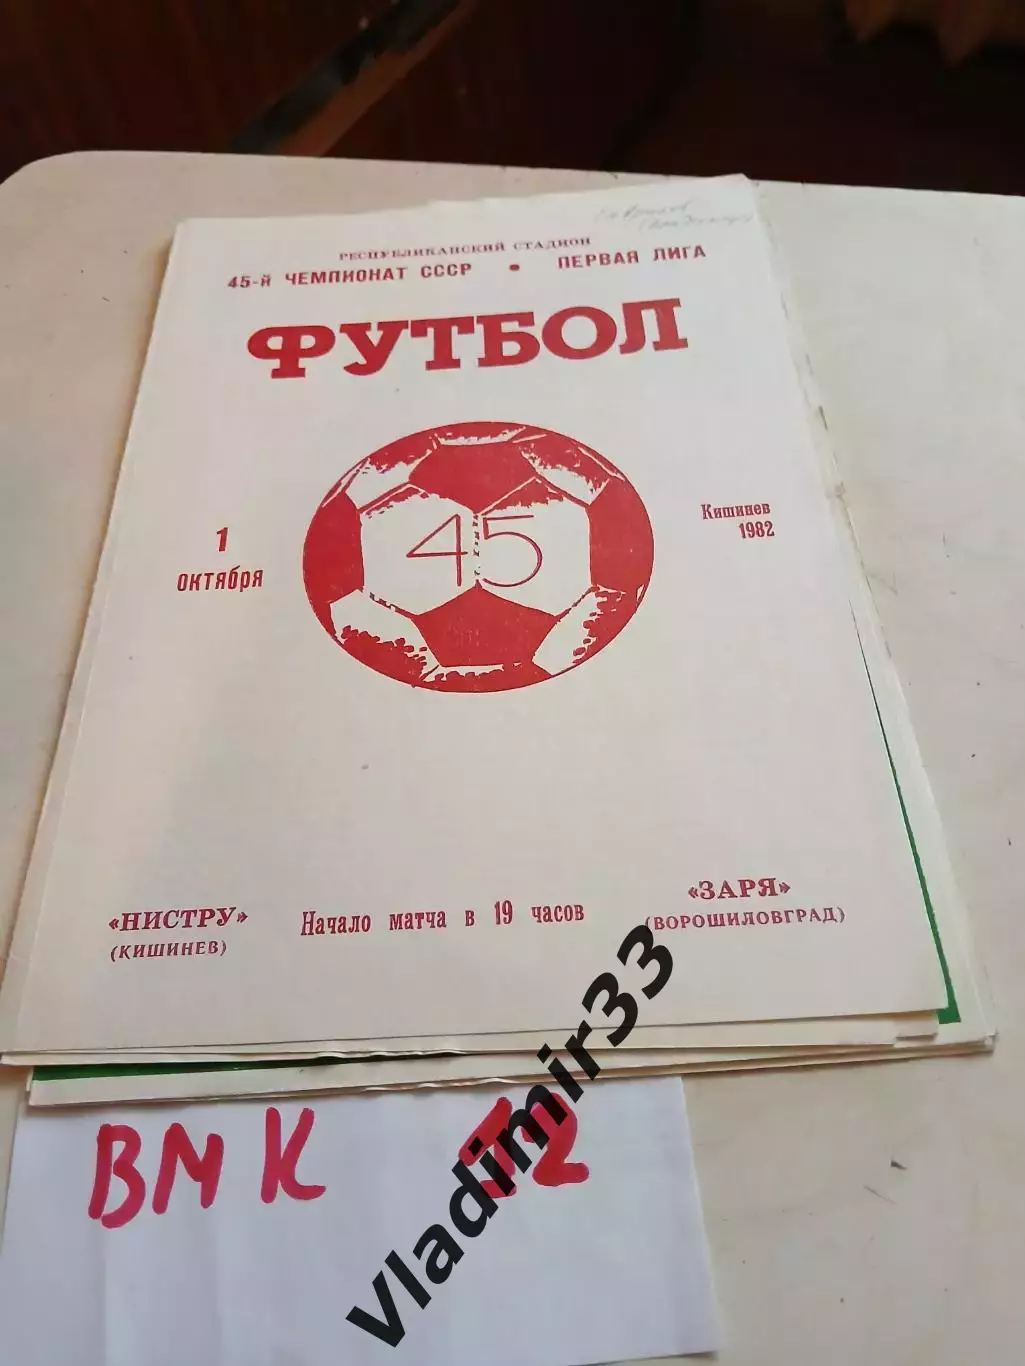 РЕСПУБЛИКАНСКИЙ СТАДИОН
45-й ЧЕМПИОНАТ СССР • ПЕРВАЯ ЛИГА
ФУТБОЛ
45
1
октября
Кишинев
1982
«НИСТРУ»
(КИШИНЕВ)
Начало матча в 19 часов
«ЗАРЯ»
(ВОРОШИЛОВГРАД)
ВМК
Vladimir33